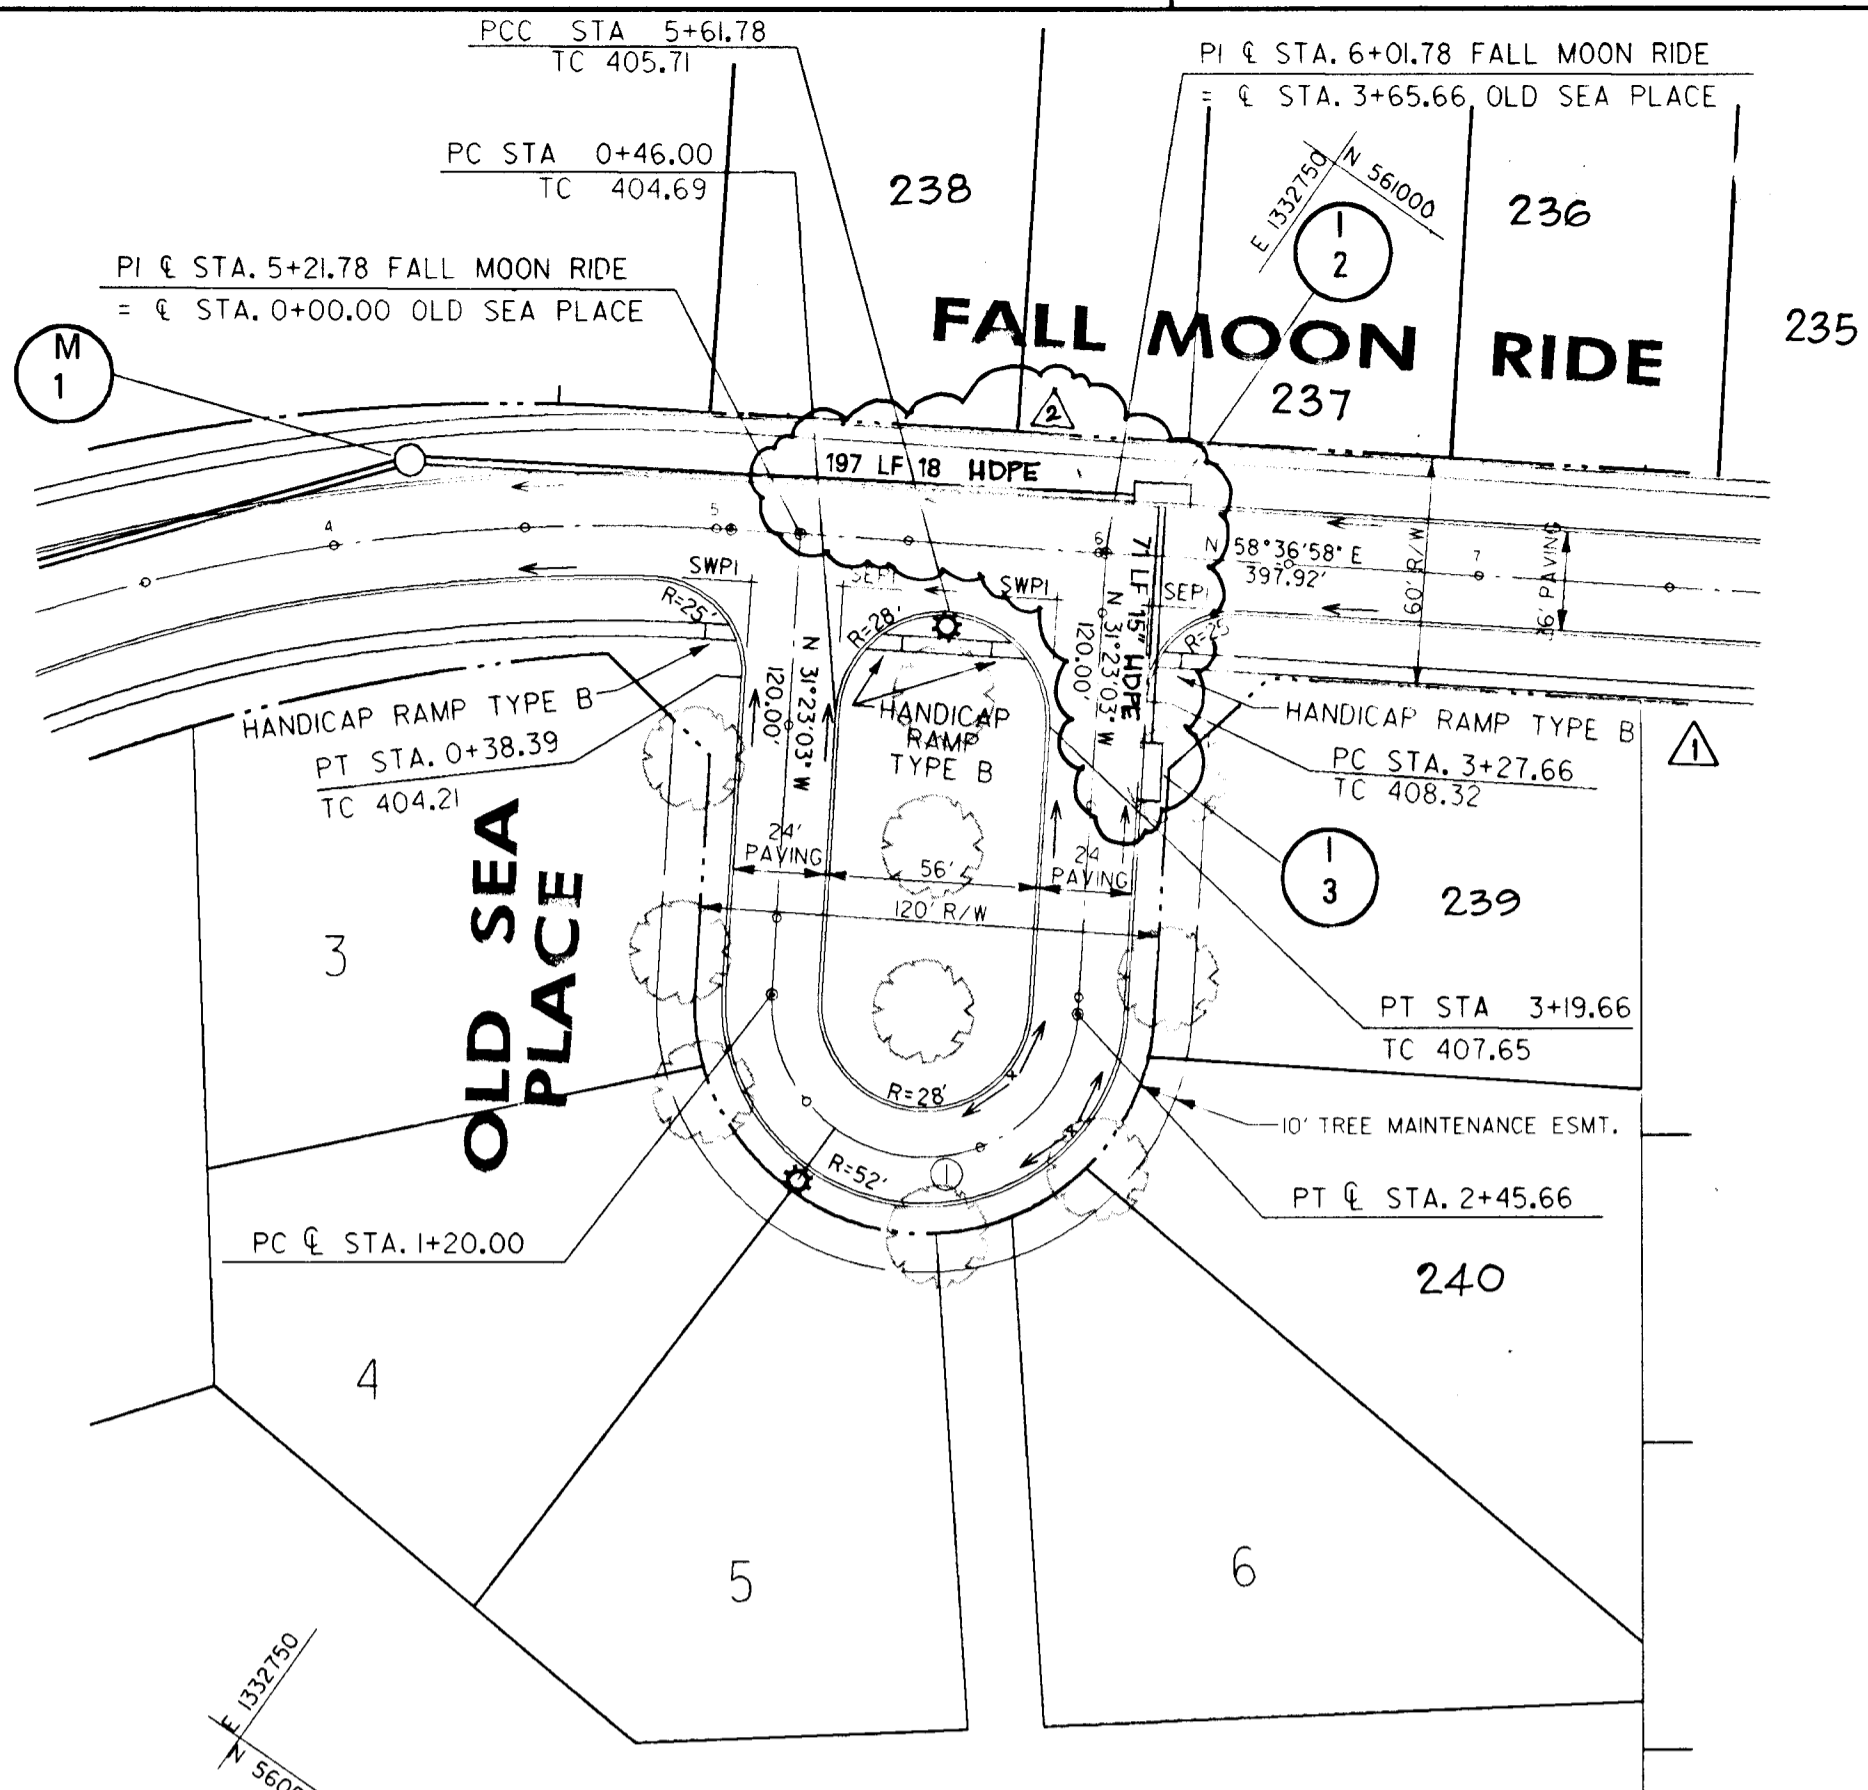 PCC STA 5+61.78
TC 405.71
PI ℄ STA. 6+01.78 FALL MOON RIDE
= ℄ STA. 3+65.66 OLD SEA PLACE
PC STA 0+46.00
TC 404.69
238
E 1332750
N 561000
236
I
2
PI ℄ STA. 5+21.78 FALL MOON RIDE
= ℄ STA. 0+00.00 OLD SEA PLACE
FALL MOON RIDE
235
M
1
237
2
197 LF 18 HDPE
4
5
6
7
N 58°36'58" E
397.92'
60' R/W
36' PAVING
SWPI
SEPI
SWPI
SEPI
71 LF 15" HDPE
R=25'
R=28'
R=25
N 31°23'03" W
120.00'
N 31°23'03" W
120.00'
HANDICAP RAMP TYPE B
PT STA. 0+38.39
TC 404.21
HANDICAP
RAMP
TYPE B
HANDICAP RAMP TYPE B
PC STA. 3+27.66
TC 408.32
1
24'
PAVING
56'
24
PAVING
120' R/W
I
3
239
3
OLD SEA
PLACE
PT STA 3+19.66
TC 407.65
R=28'
10' TREE MAINTENANCE ESMT.
R=52'
1
PT ℄ STA. 2+45.66
PC ℄ STA. 1+20.00
240
4
5
6
E 1332750